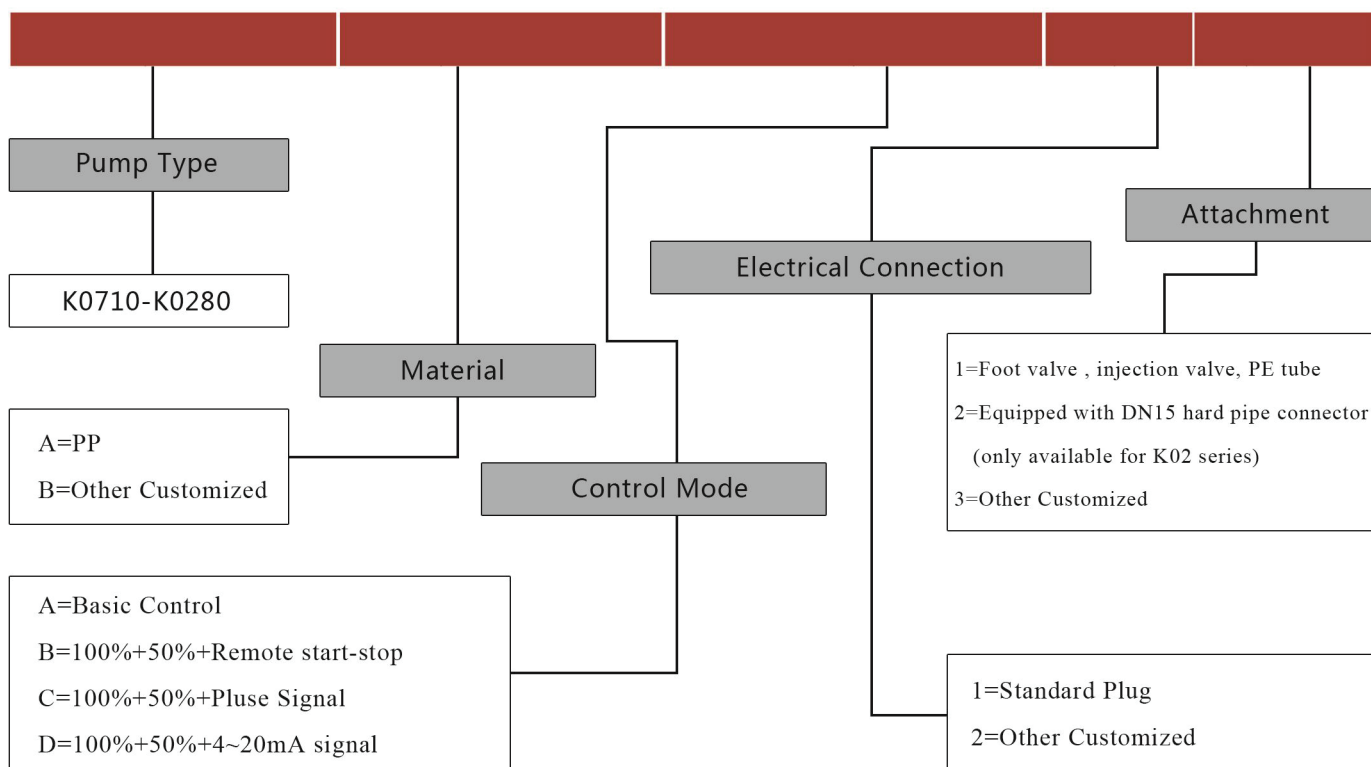 Pump Type
K0710-K0280
Material
A=PP
B=Other Customized
Control Mode
A=Basic Control
B=100%+50%+Remote start-stop
C=100%+50%+Pluse Signal
D=100%+50%+4~20mA signal
Electrical Connection
1=Standard Plug
2=Other Customized
Attachment
1=Foot valve , injection valve, PE tube
2=Equipped with DN15 hard pipe connector
(only available for K02 series)
3=Other Customized